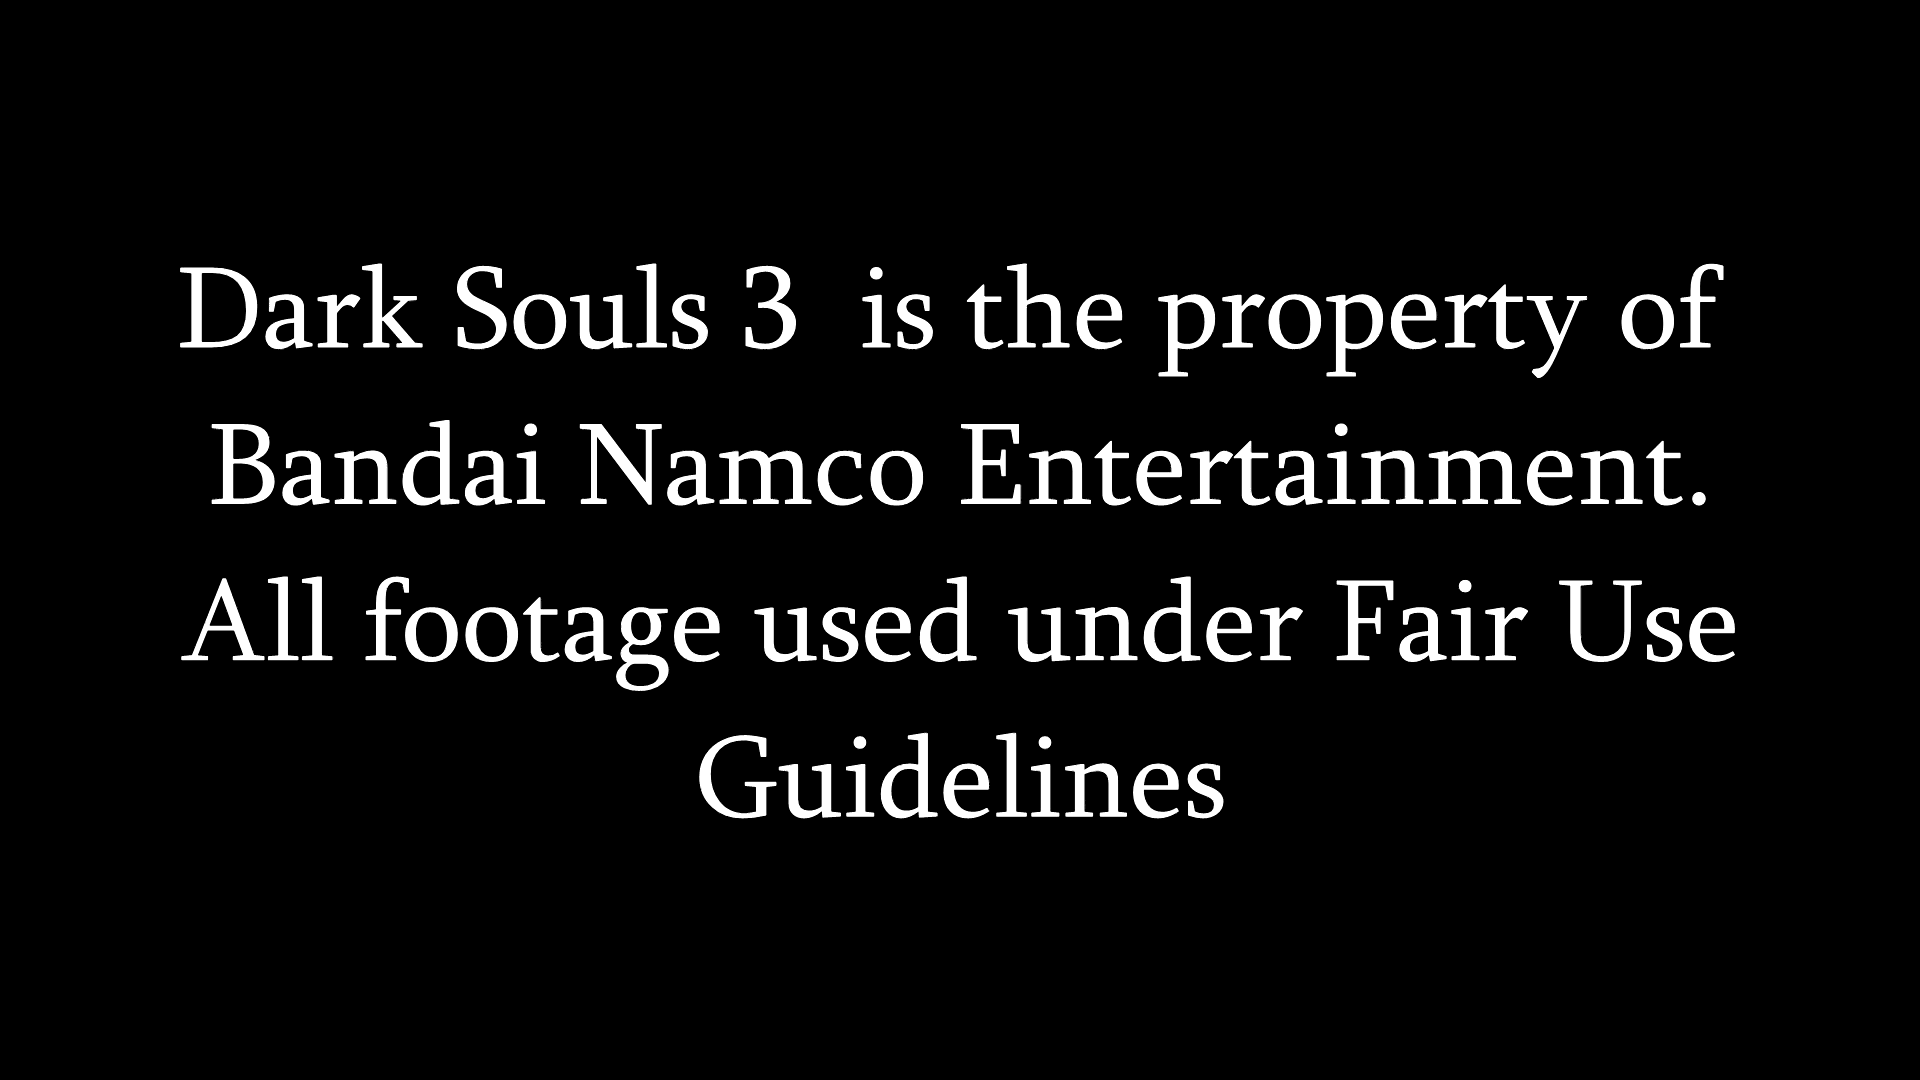 Dark Souls 3  is the property of
Bandai Namco Entertainment.
All footage used under Fair Use
Guidelines